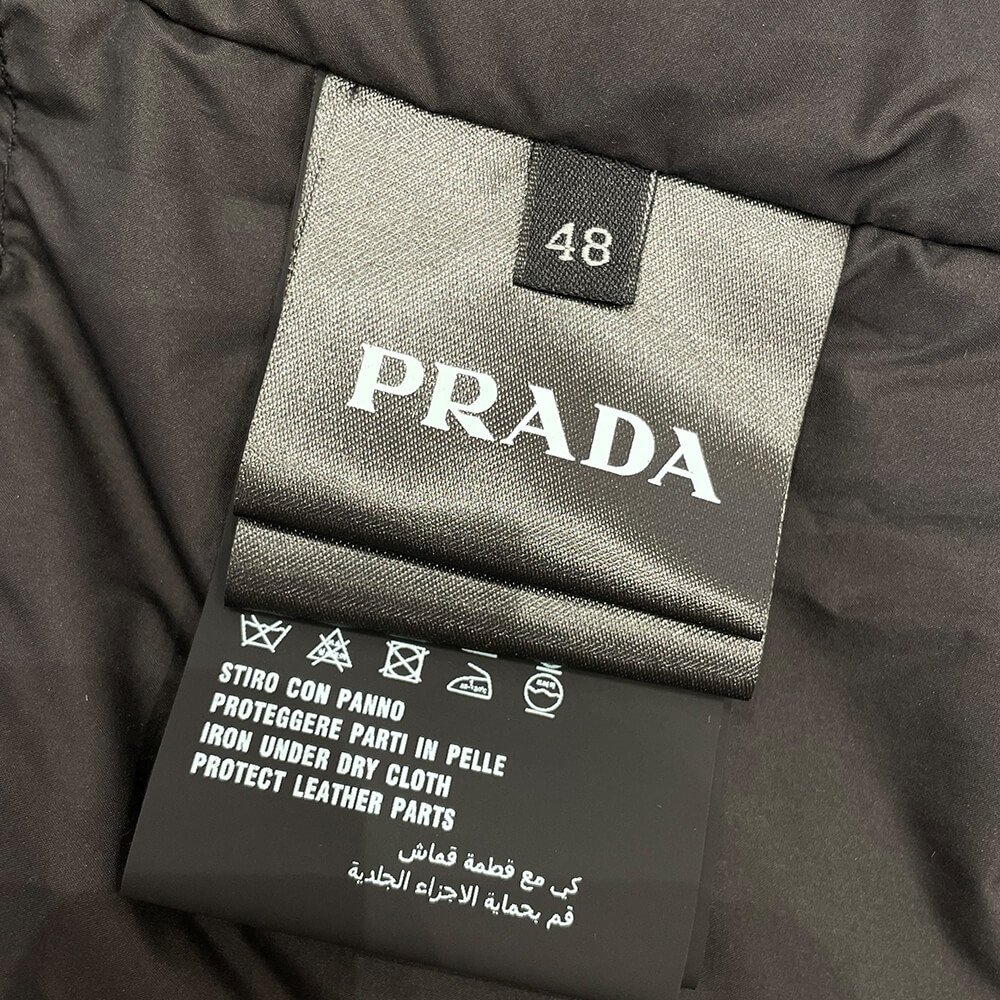 48
PRADA
STIRO CON PANNO
PROTEGGERE PARTI IN PELLE
IRON UNDER DRY CLOTH
PROTECT LEATHER PARTS
كي مع قطمة قماش
قم بحماية الاجزاء الجلدية